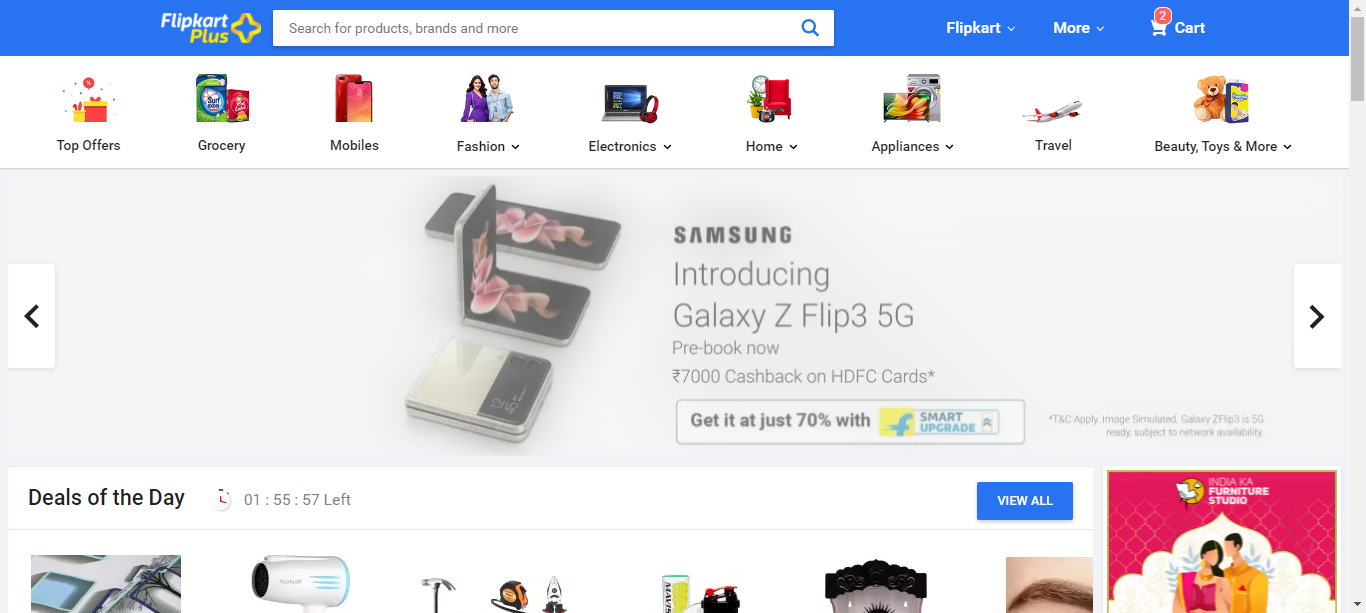 Flipkart
Plus
Search for products, brands and more
Flipkart
More
2
Cart
Top Offers
Grocery
Mobiles
Fashion
Electronics
Home
Appliances
Travel
Beauty, Toys & More
SAMSUNG
Introducing
Galaxy Z Flip3 5G
Pre-book now
₹7000 Cashback on HDFC Cards*
Get it at just 70% with
SMART
UPGRADE
*T&C Apply. Image Simulated. Galaxy ZFlip3 is 5G
ready, subject to network availability.
Deals of the Day
01 : 55 : 57 Left
VIEW ALL
INDIA KA
FURNITURE
STUDIO